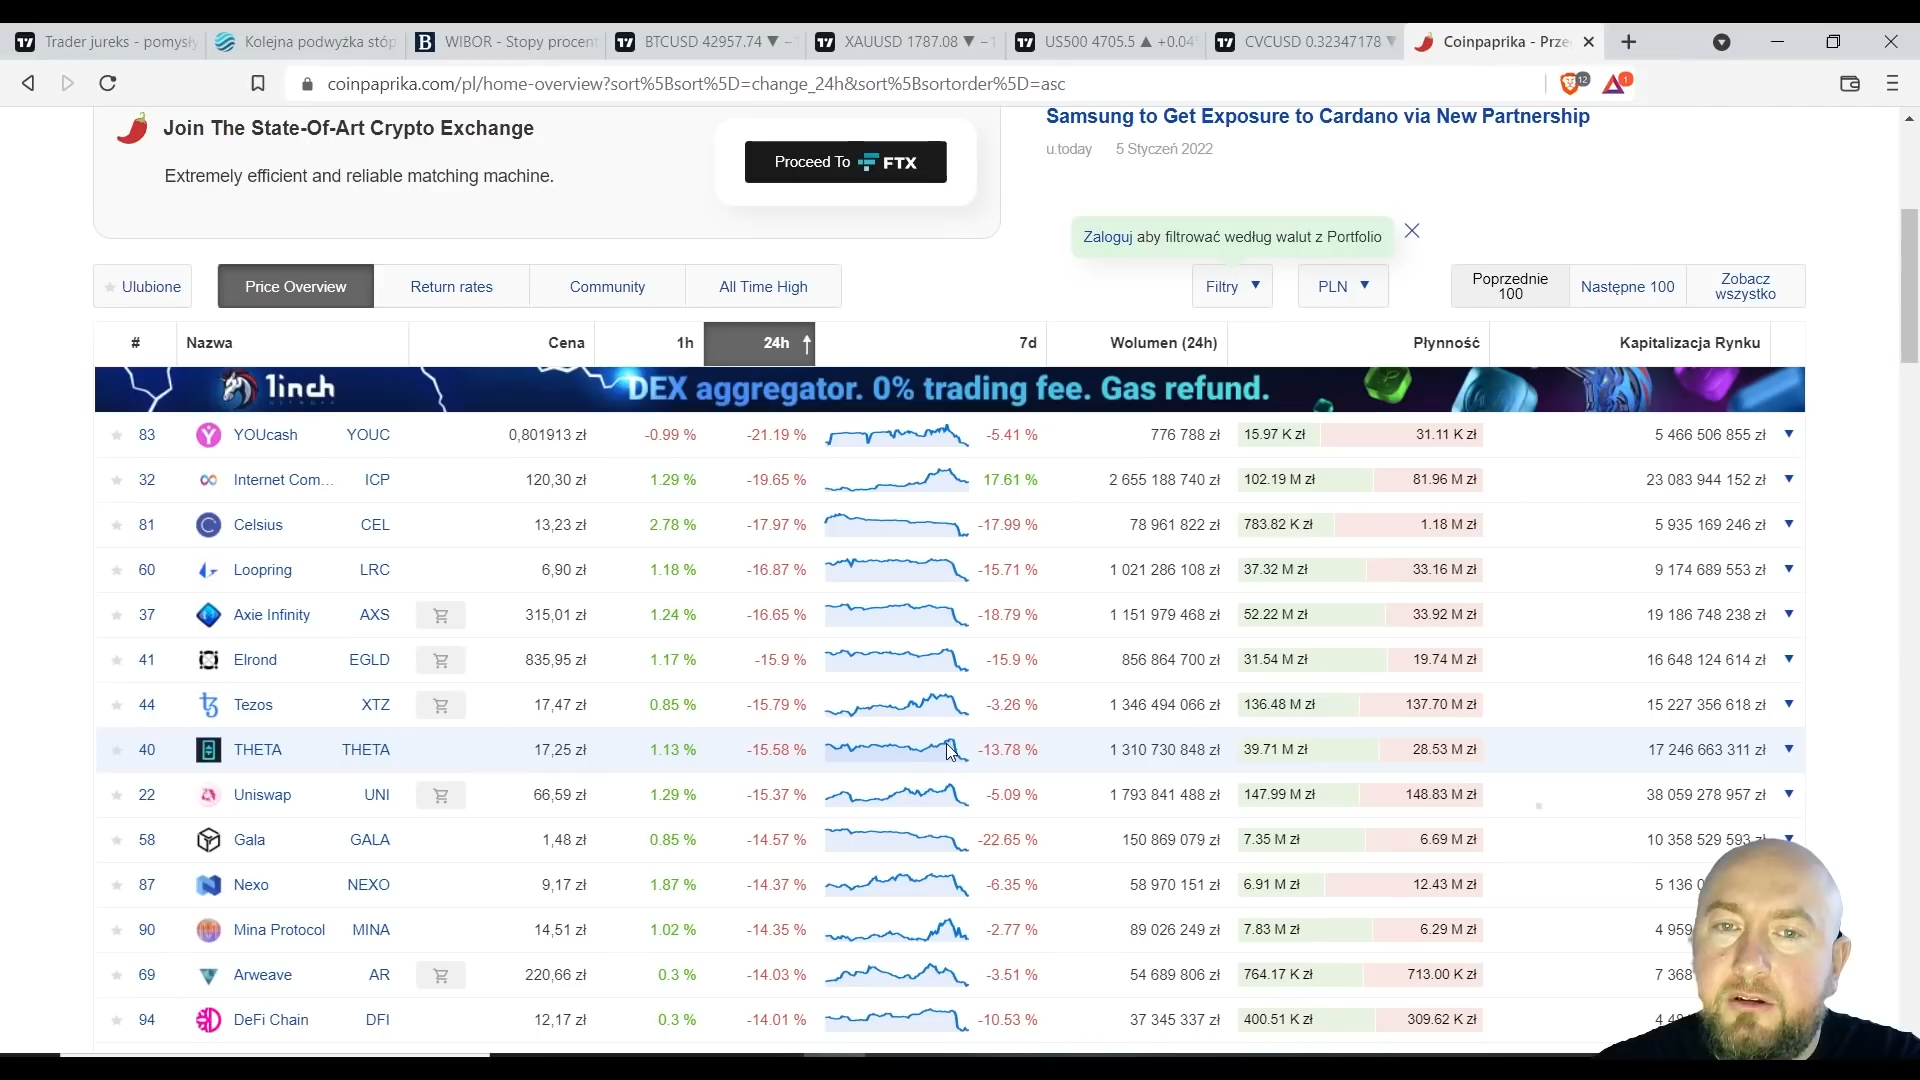 Trader jureks - pomysły
Kolejna podwyżka stóp
WIBOR - Stopy procent
BTCUSD 42957.74 ▼ −
XAUUSD 1787.08 ▼ −1
US500 4705.5 ▲ +0.04
CVCUSD 0.32347178 ▼
Coinpaprika - Prze
coinpaprika.com/pl/home-overview?sort%5Bsort%5D=change_24h&sort%5Bsortorder%5D=asc
12
1
Join The State-Of-Art Crypto Exchange
Extremely efficient and reliable matching machine.
Proceed To FTX
Samsung to Get Exposure to Cardano via New Partnership
u.today 5 Styczeń 2022
Zaloguj aby filtrować według walut z Portfolio
Ulubione
Price Overview
Return rates
Community
All Time High
Filtry ▼
PLN ▼
Poprzednie
100
Następne 100
Zobacz
wszystko
# Nazwa Cena 1h 24h ↑ 7d Wolumen (24h) Płynność Kapitalizacja Rynku
1inch
NETWORK
DEX aggregator. 0% trading fee. Gas refund.
83 YOUcash YOUC 0,801913 zł -0.99 % -21.19 % -5.41 % 776 788 zł 15.97 K zł 31.11 K zł 5 466 506 855 zł ▼
32 Internet Com... ICP 120,30 zł 1.29 % -19.65 % 17.61 % 2 655 188 740 zł 102.19 M zł 81.96 M zł 23 083 944 152 zł ▼
81 Celsius CEL 13,23 zł 2.78 % -17.97 % -17.99 % 78 961 822 zł 783.82 K zł 1.18 M zł 5 935 169 246 zł ▼
60 Loopring LRC 6,90 zł 1.18 % -16.87 % -15.71 % 1 021 286 108 zł 37.32 M zł 33.16 M zł 9 174 689 553 zł ▼
37 Axie Infinity AXS 315,01 zł 1.24 % -16.65 % -18.79 % 1 151 979 468 zł 52.22 M zł 33.92 M zł 19 186 748 238 zł ▼
41 Elrond EGLD 835,95 zł 1.17 % -15.9 % -15.9 % 856 864 700 zł 31.54 M zł 19.74 M zł 16 648 124 614 zł ▼
44 Tezos XTZ 17,47 zł 0.85 % -15.79 % -3.26 % 1 346 494 066 zł 136.48 M zł 137.70 M zł 15 227 356 618 zł ▼
40 THETA THETA 17,25 zł 1.13 % -15.58 % -13.78 % 1 310 730 848 zł 39.71 M zł 28.53 M zł 17 246 663 311 zł ▼
22 Uniswap UNI 66,59 zł 1.29 % -15.37 % -5.09 % 1 793 841 488 zł 147.99 M zł 148.83 M zł 38 059 278 957 zł ▼
58 Gala GALA 1,48 zł 0.85 % -14.57 % -22.65 % 150 869 079 zł 7.35 M zł 6.69 M zł 10 358 529 593 zł ▼
87 Nexo NEXO 9,17 zł 1.87 % -14.37 % -6.35 % 58 970 151 zł 6.91 M zł 12.43 M zł 5 136
90 Mina Protocol MINA 14,51 zł 1.02 % -14.35 % -2.77 % 89 026 249 zł 7.83 M zł 6.29 M zł 4 959
69 Arweave AR 220,66 zł 0.3 % -14.03 % -3.51 % 54 689 806 zł 764.17 K zł 713.00 K zł 7 368
94 DeFi Chain DFI 12,17 zł 0.3 % -14.01 % -10.53 % 37 345 337 zł 400.51 K zł 309.62 K zł